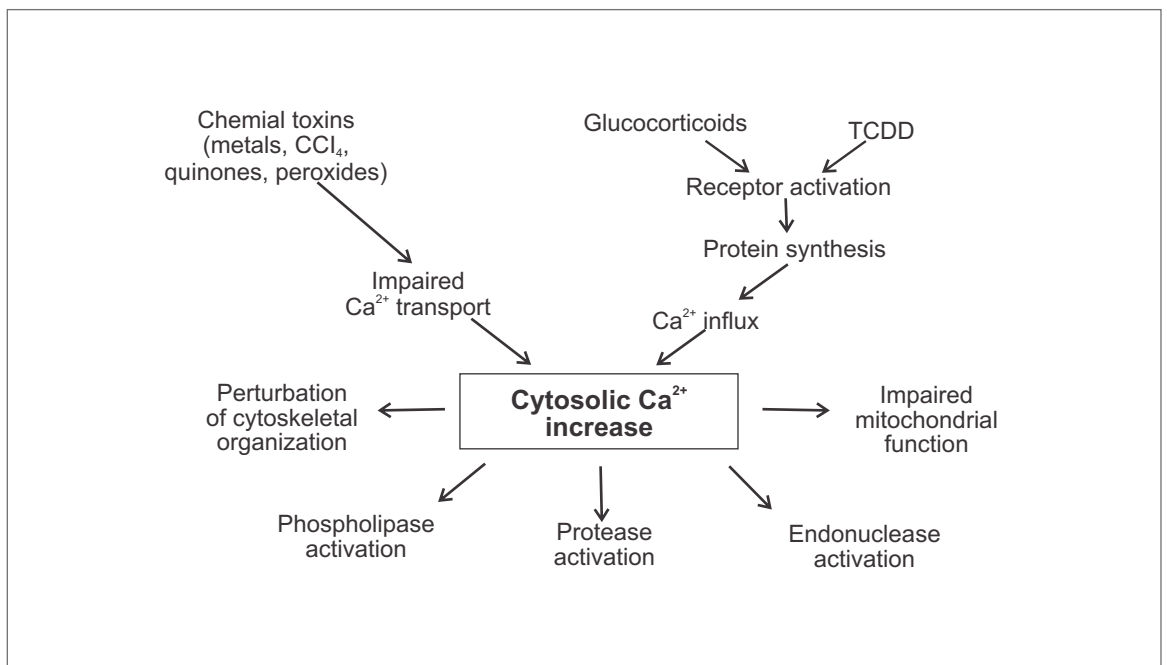 Chemial toxins
(metals, CCl₄,
quinones, peroxides)
Glucocorticoids
TCDD
Receptor activation
Protein synthesis
Impaired
Ca²⁺ transport
Ca²⁺ influx
Cytosolic Ca²⁺
increase
Perturbation
of cytoskeletal
organization
Impaired
mitochondrial
function
Phospholipase
activation
Protease
activation
Endonuclease
activation